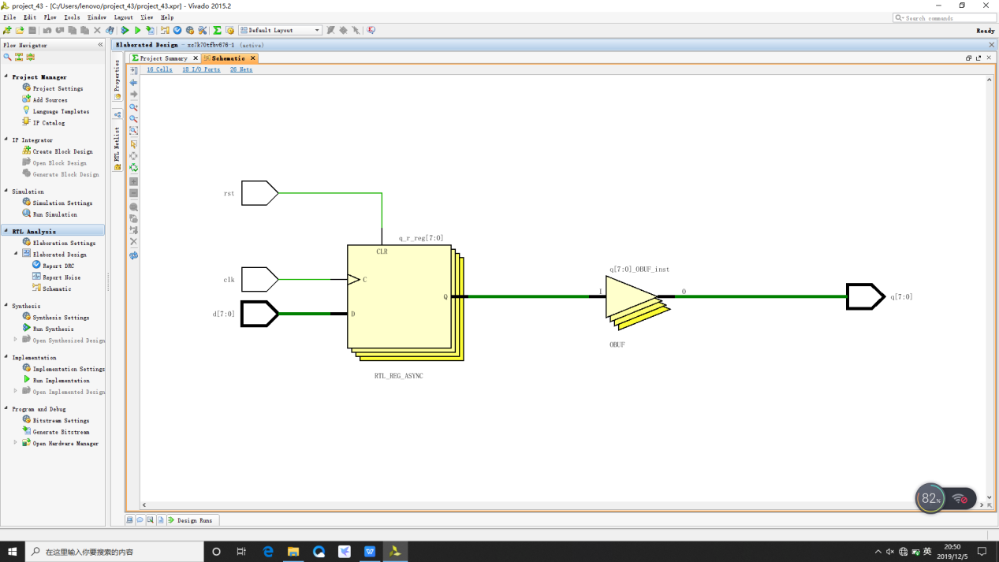 project_43 - [C:/Users/lenovo/project_43/project_43.xpr] - Vivado 2015.2
File Edit Flow Tools Window Layout View Help
Search commands
Default Layout
Ready
Flow Navigator
Elaborated Design - xc7k70tfbv676-1 (active)
Project Summary
Schematic
16 Cells 18 I/O Ports 26 Nets
Properties
RTL Netlist
Project Manager
Project Settings
Add Sources
Language Templates
IP Catalog
IP Integrator
Create Block Design
Open Block Design
Generate Block Design
Simulation
Simulation Settings
Run Simulation
RTL Analysis
Elaboration Settings
Elaborated Design
Report DRC
Report Noise
Schematic
Synthesis
Synthesis Settings
Run Synthesis
Open Synthesized Design
Implementation
Implementation Settings
Run Implementation
Open Implemented Design
Program and Debug
Bitstream Settings
Generate Bitstream
Open Hardware Manager
rst
q_r_reg[7:0]
CLR
clk
C
d[7:0]
D
Q
RTL_REG_ASYNC
q[7:0]_OBUF_inst
I
O
OBUF
q[7:0]
82%
Design Runs
在这里输入你要搜索的内容
英
20:50
2019/12/5